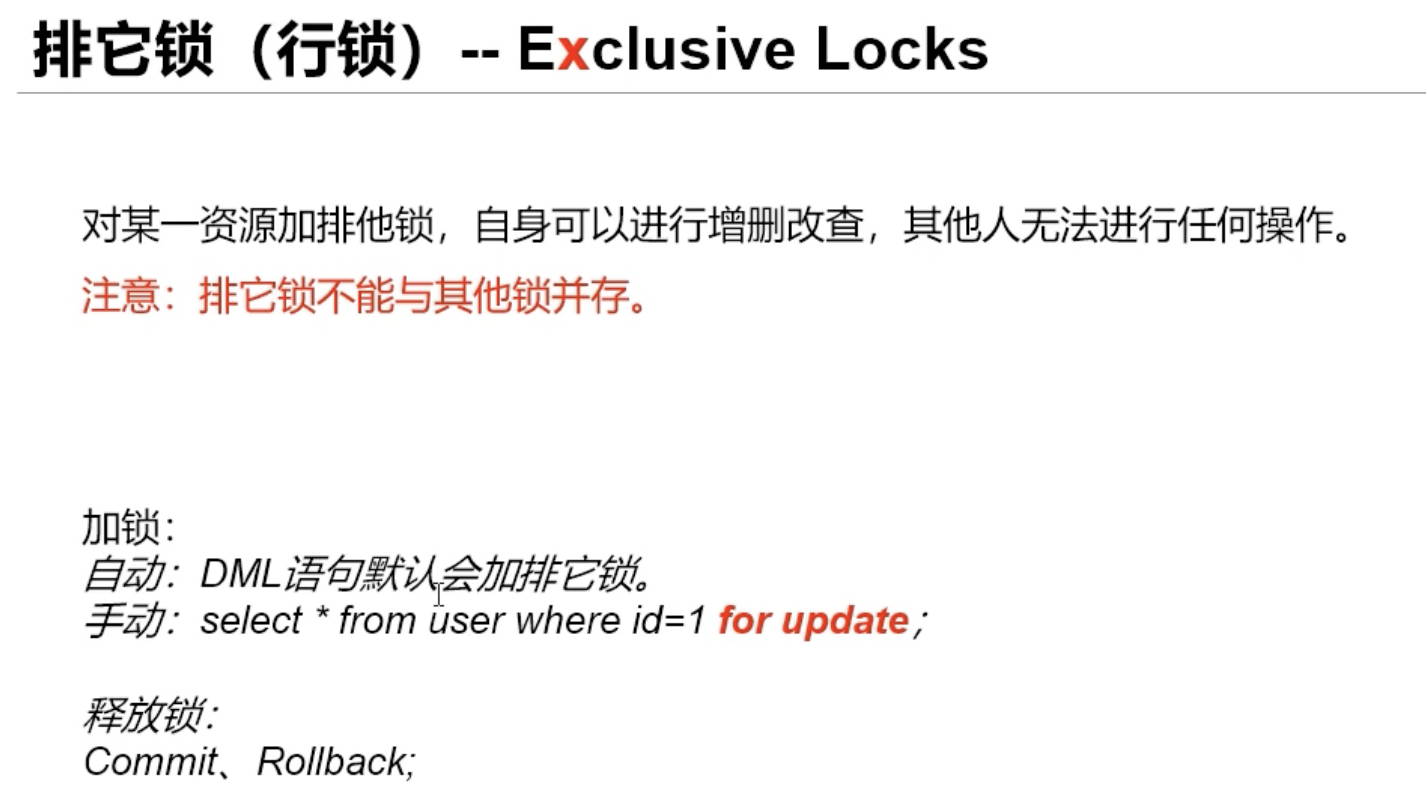 排它锁（行锁）-- Exclusive Locks
对某一资源加排他锁，自身可以进行增删改查，其他人无法进行任何操作。
注意：排它锁不能与其他锁并存。
加锁：
自动：DML语句默认会加排它锁。
手动：select * from user where id=1 for update；
释放锁：
Commit、Rollback;